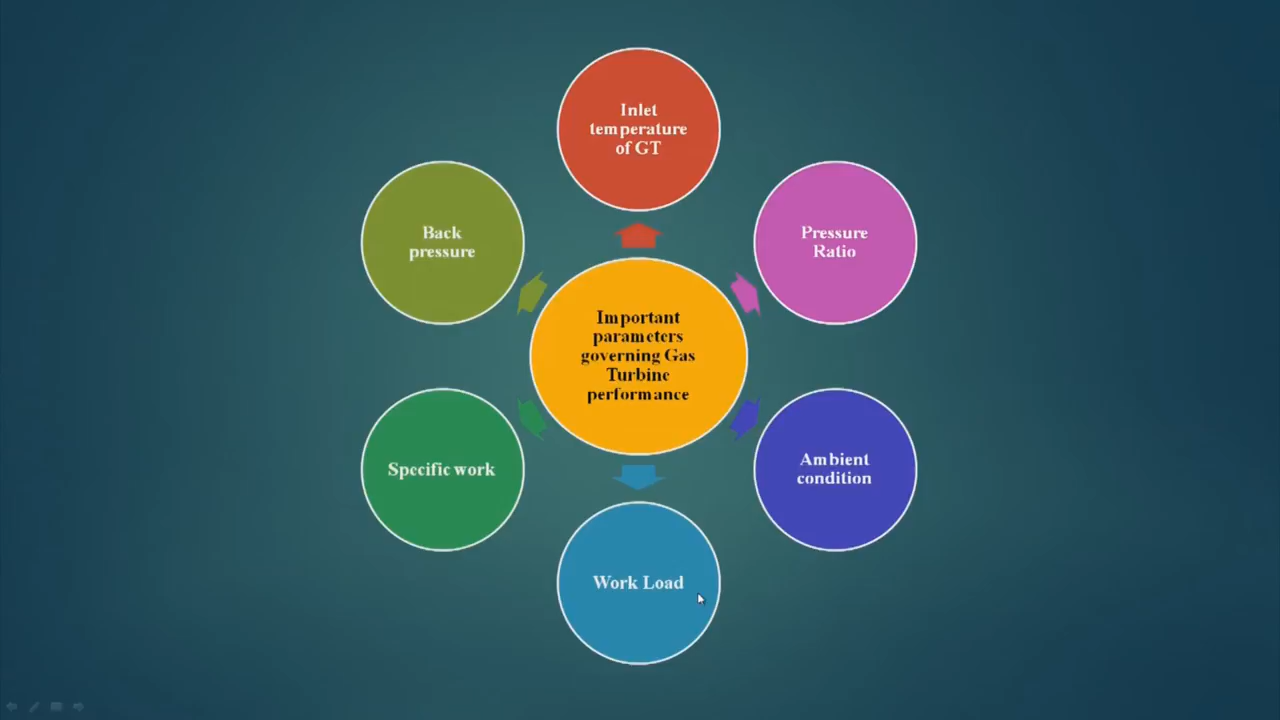 Inlet
temperature
of GT
Pressure
Ratio
Ambient
condition
Work Load
Specific work
Back
pressure
Important
parameters
governing Gas
Turbine
performance